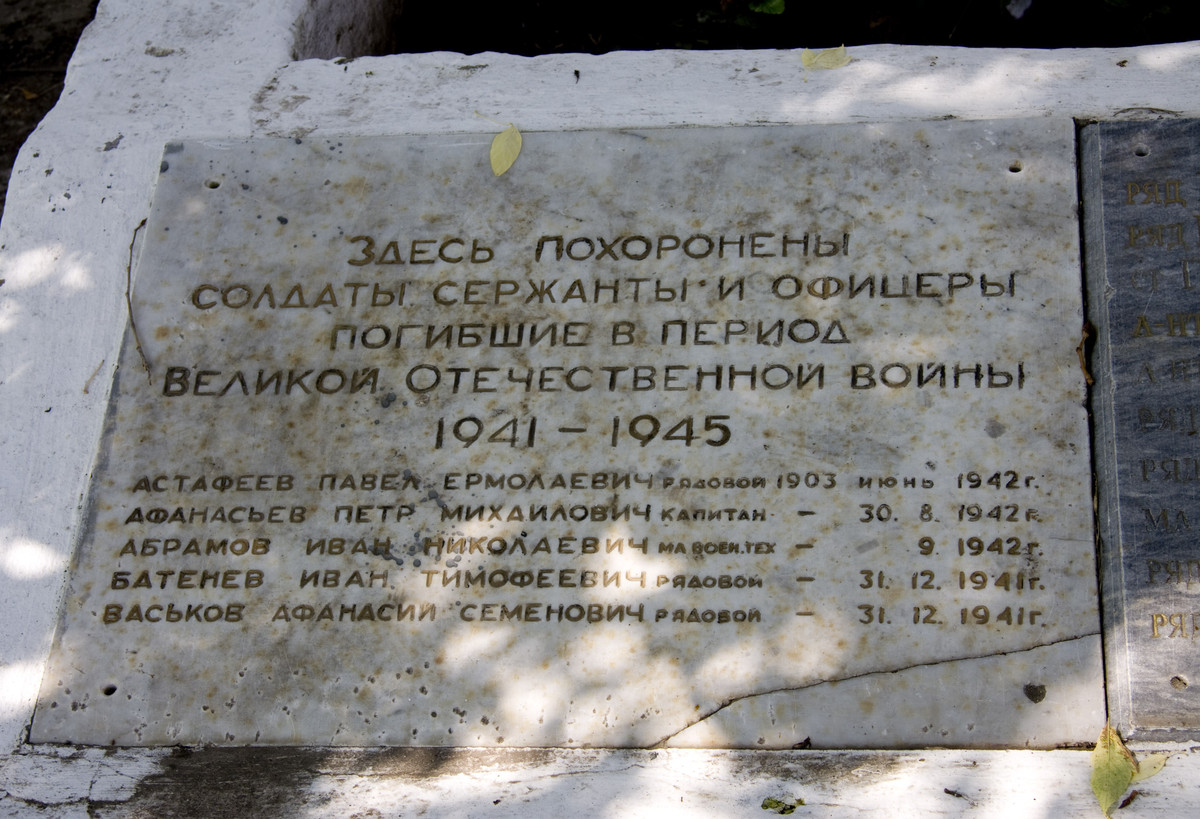 ЗДЕСЬ ПОХОРОНЕНЫ
СОЛДАТЫ СЕРЖАНТЫ И ОФИЦЕРЫ
ПОГИБШИЕ В ПЕРИОД
ВЕЛИКОЙ ОТЕЧЕСТВЕННОЙ ВОЙНЫ
1941 – 1945
АСТАФЕЕВ ПАВЕЛ ЕРМОЛАЕВИЧ РЯДОВОЙ 1903 ИЮНЬ 1942г.
АФАНАСЬЕВ ПЕТР МИХАИЛОВИЧ КАПИТАН – 30. 8. 1942г.
АБРАМОВ ИВАН НИКОЛАЕВИЧ МЛ ВОЕН.ТЕХ – 9. 1942г.
БАТЕНЕВ ИВАН ТИМОФЕЕВИЧ РЯДОВОЙ – 31. 12. 1941г.
ВАСЬКОВ АФАНАСИЙ СЕМЕНОВИЧ РЯДОВОЙ – 31. 12. 1941г.
РЯД